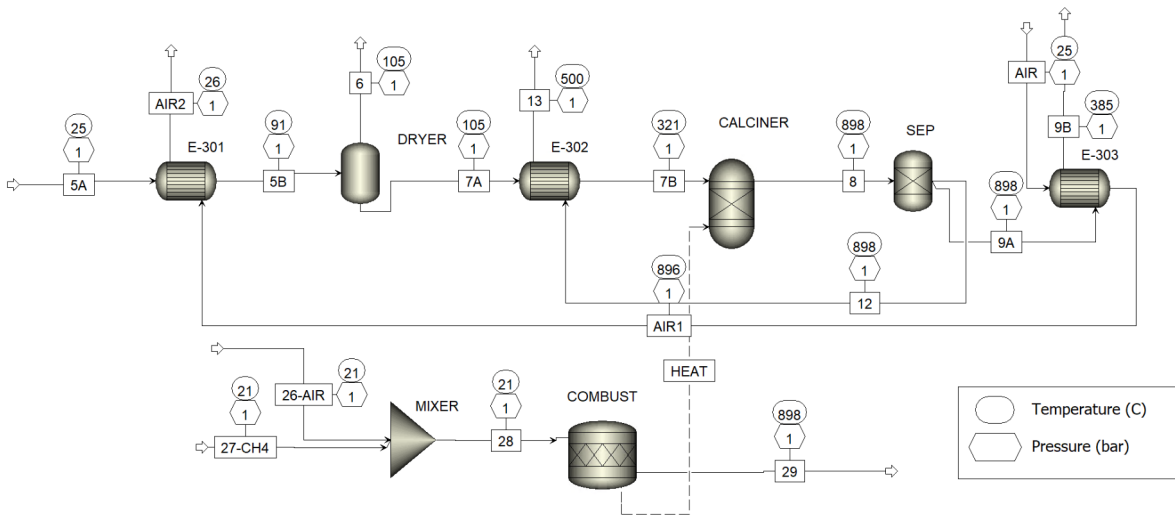 25
1
5A
AIR2
26
1
E-301
91
1
5B
6
105
1
DRYER
105
1
7A
13
500
1
E-302
321
1
7B
CALCINER
898
1
8
SEP
AIR
25
1
9B
385
1
E-303
898
1
9A
898
1
12
896
1
AIR1
HEAT
26-AIR
21
1
21
1
27-CH4
MIXER
21
1
28
COMBUST
898
1
29
Temperature (C)
Pressure (bar)